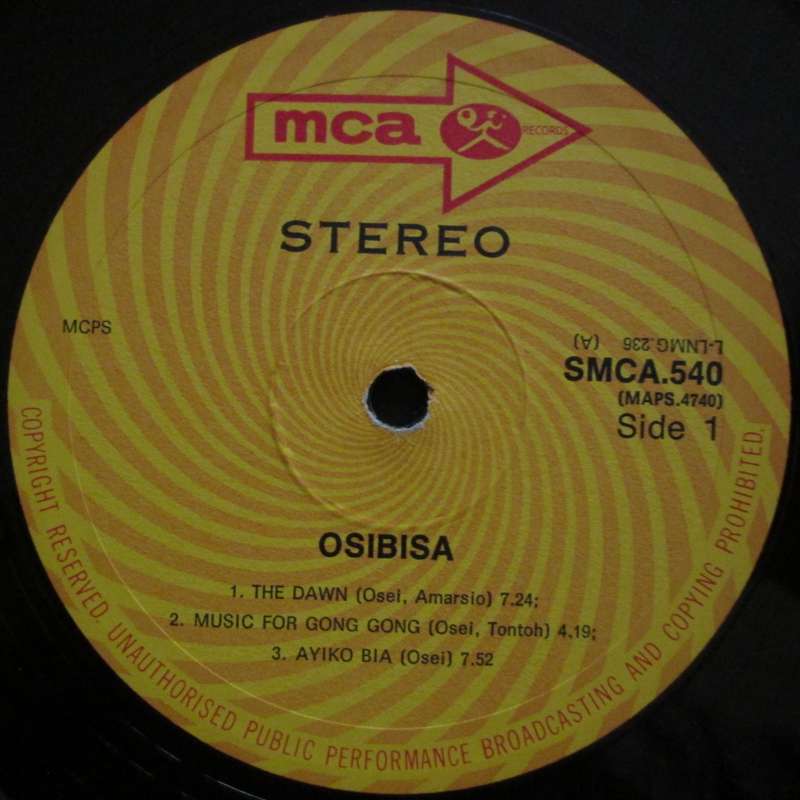 mca RECORDS
STEREO
MCPS
L-LNMG.236 (A)
SMCA.540
(MAPS.4740)
Side 1
OSIBISA
1. THE DAWN (Osei, Amarsio) 7.24;
2. MUSIC FOR GONG GONG (Osei, Tontoh) 4.19;
3. AYIKO BIA (Osei) 7.52
COPYRIGHT RESERVED. UNAUTHORISED PUBLIC PERFORMANCE BROADCASTING AND COPYING PROHIBITED.